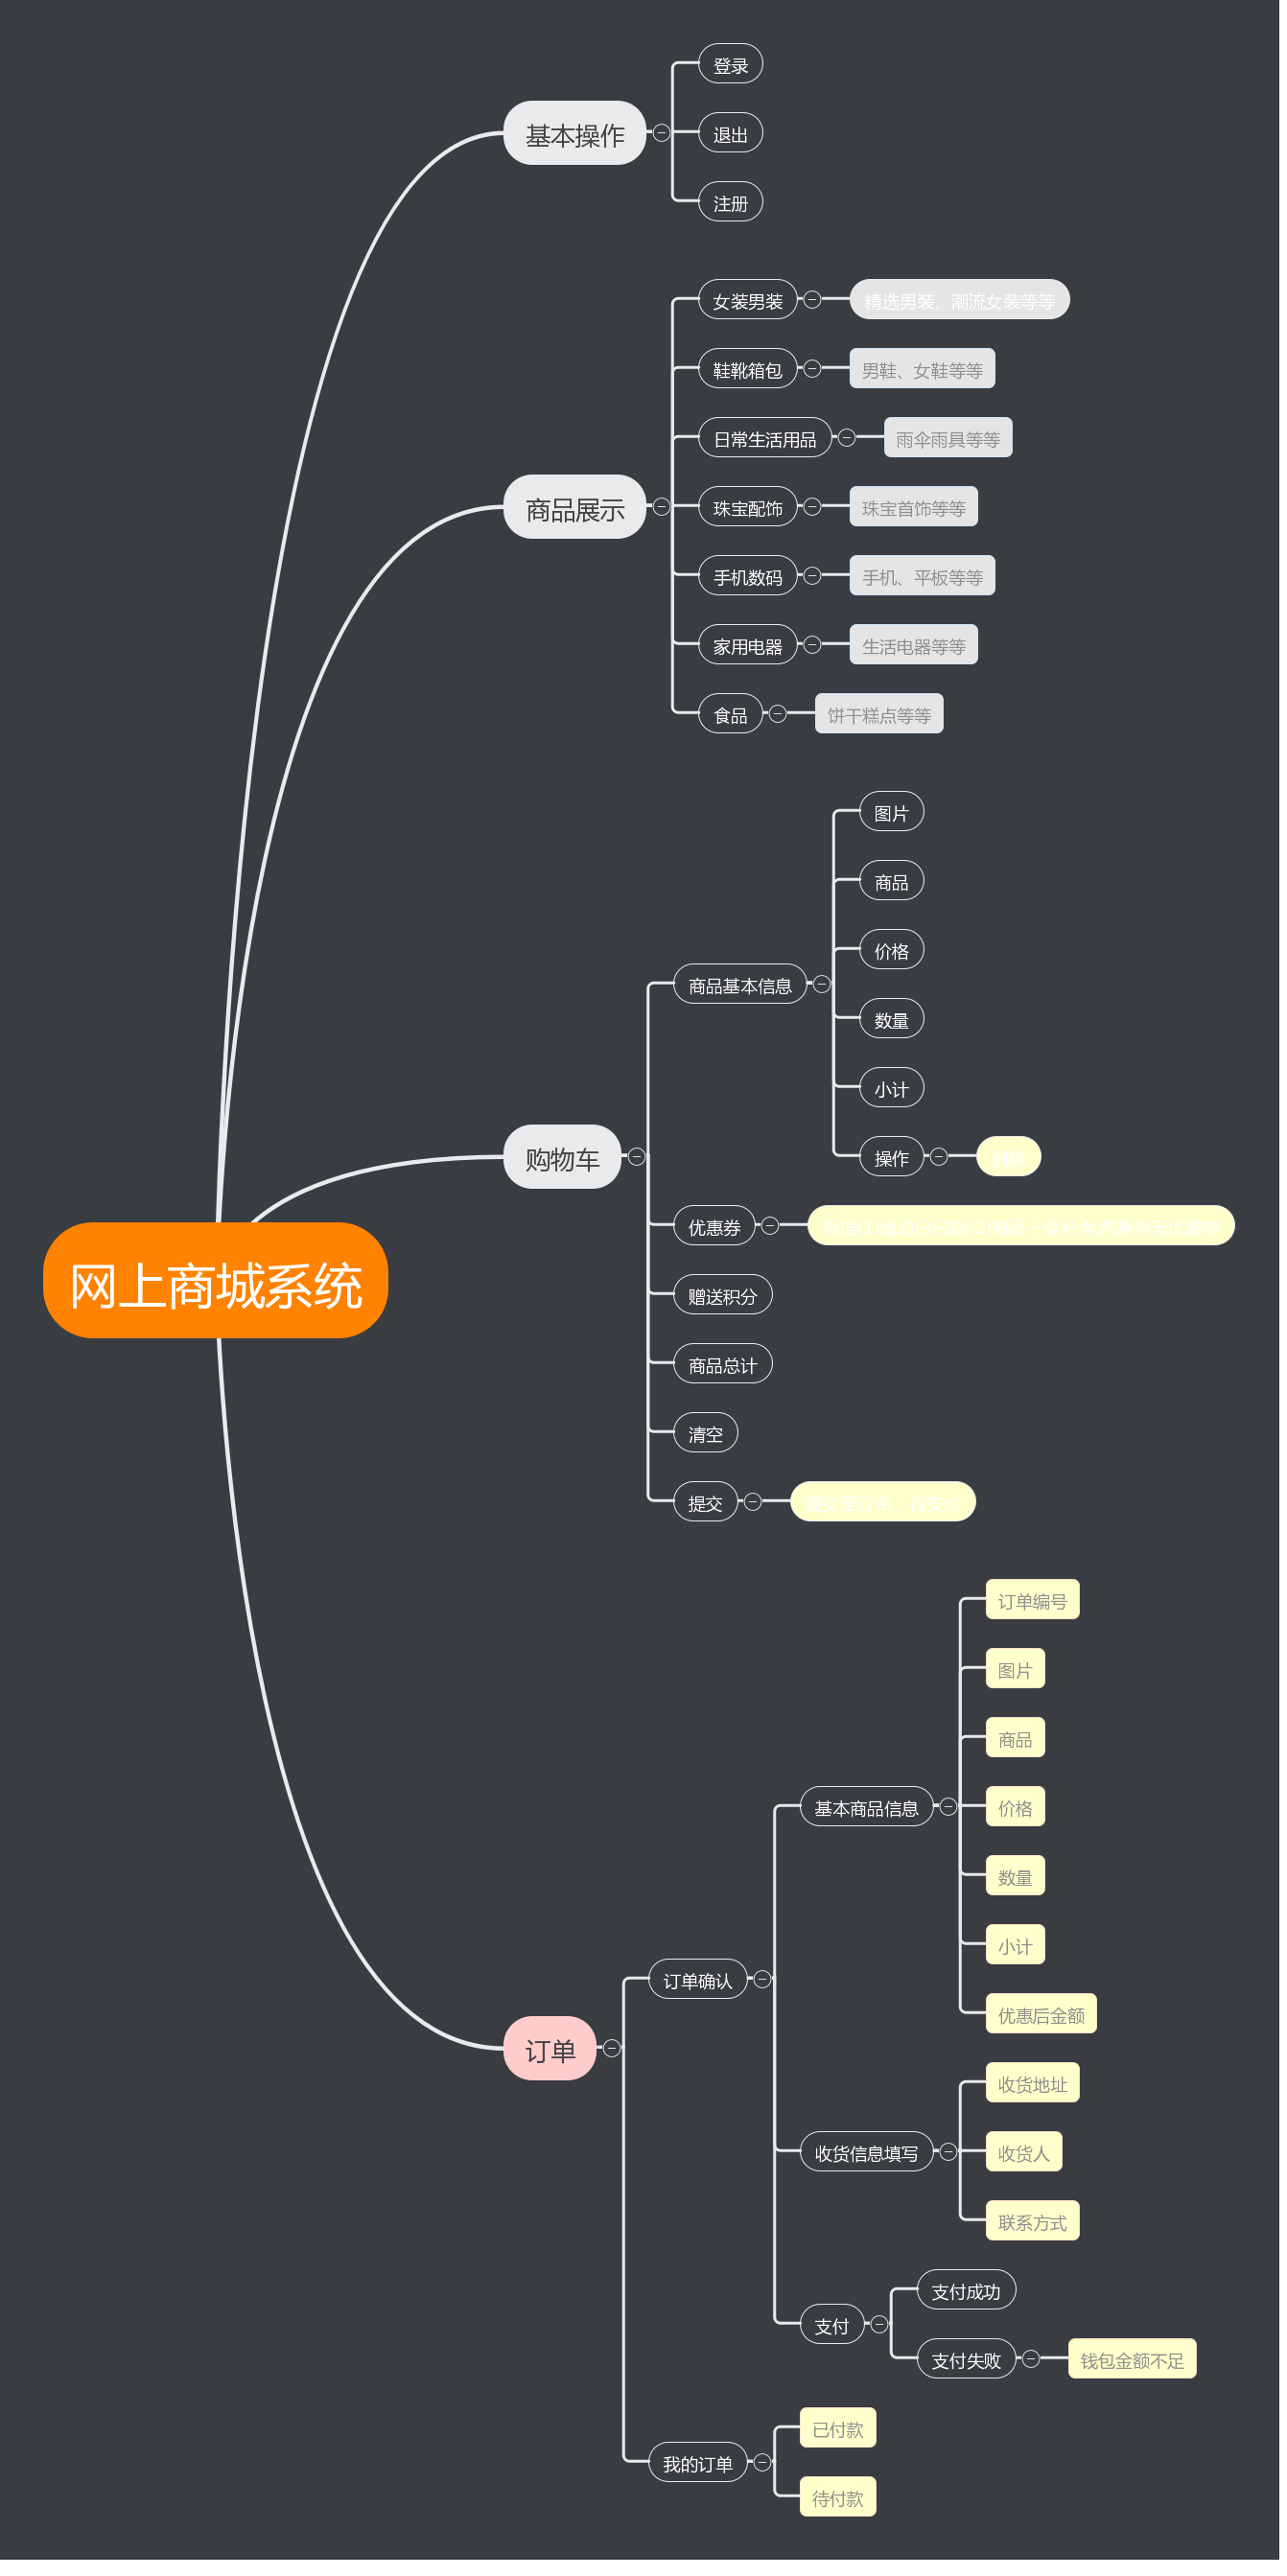 登录
基本操作
退出
注册
女装男装
精选男装、潮流女装等等
鞋靴箱包
男鞋、女鞋等等
日常生活用品
雨伞雨具等等
商品展示
珠宝配饰
珠宝首饰等等
手机数码
手机、平板等等
家用电器
生活电器等等
食品
饼干糕点等等
图片
商品
价格
商品基本信息
数量
小计
购物车
操作
删除
优惠券
网上商城系统
赠送积分
商品总计
清空
提交
提交至订单，待支付
订单编号
图片
商品
基本商品信息
价格
数量
小计
订单确认
优惠后金额
订单
收货地址
收货信息填写
收货人
联系方式
支付成功
支付
支付失败
钱包金额不足
已付款
我的订单
待付款